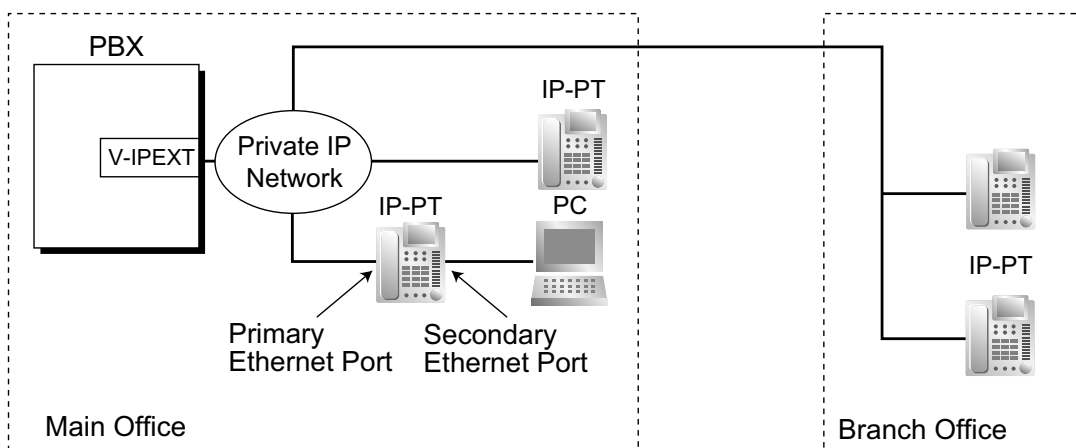 PBX
V-IPEXT
Private IP
Network
IP-PT
IP-PT
PC
Primary
Ethernet Port
Secondary
Ethernet Port
Main Office
IP-PT
Branch Office